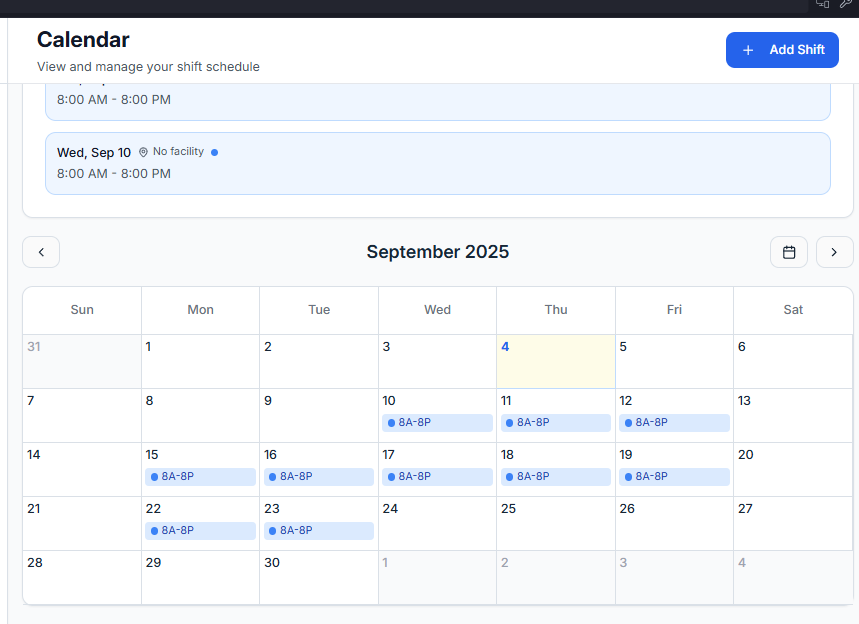 Calendar
View and manage your shift schedule
+ Add Shift
8:00 AM - 8:00 PM
Wed, Sep 10 No facility
8:00 AM - 8:00 PM
September 2025
Sun Mon Tue Wed Thu Fri Sat
31 1 2 3 4 5 6
7 8 9 10 11 12 13
8A-8P 8A-8P 8A-8P
14 15 16 17 18 19 20
8A-8P 8A-8P 8A-8P 8A-8P 8A-8P
21 22 23 24 25 26 27
8A-8P 8A-8P
28 29 30 1 2 3 4